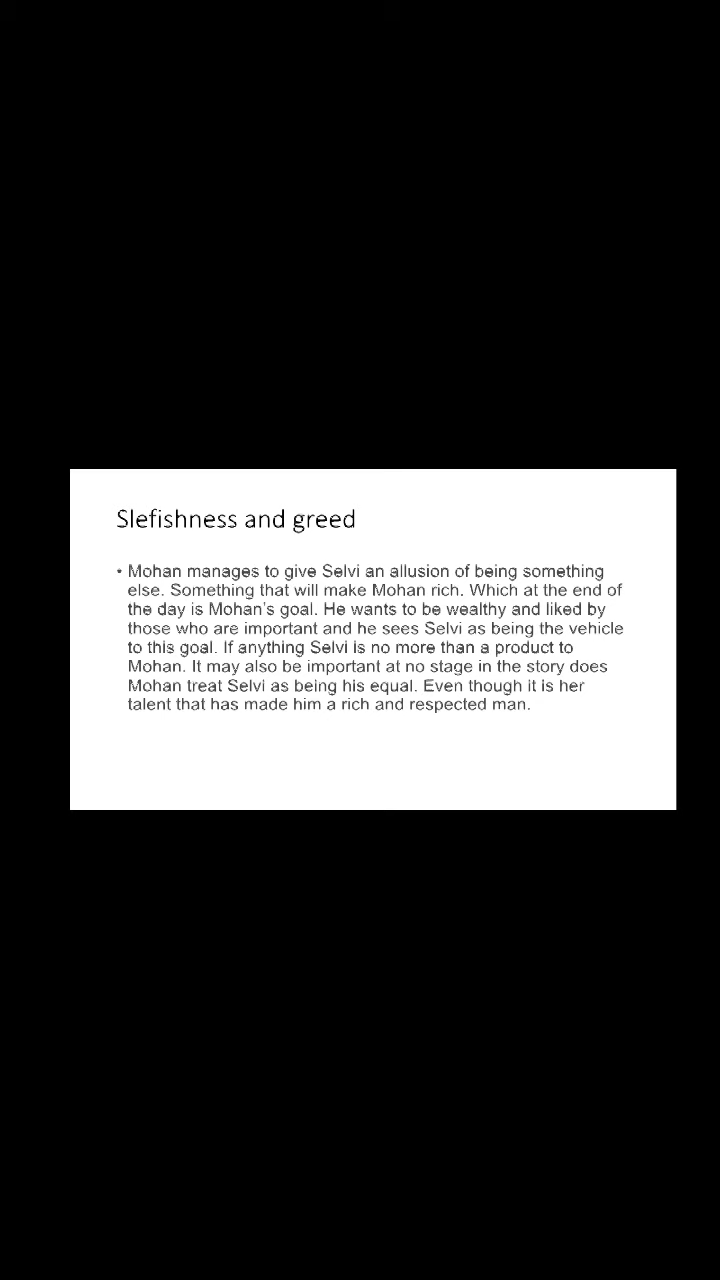 Slefishness and greed
• Mohan manages to give Selvi an allusion of being something
else. Something that will make Mohan rich. Which at the end of
the day is Mohan's goal. He wants to be wealthy and liked by
those who are important and he sees Selvi as being the vehicle
to this goal. If anything Selvi is no more than a product to
Mohan. It may also be important at no stage in the story does
Mohan treat Selvi as being his equal. Even though it is her
talent that has made him a rich and respected man.